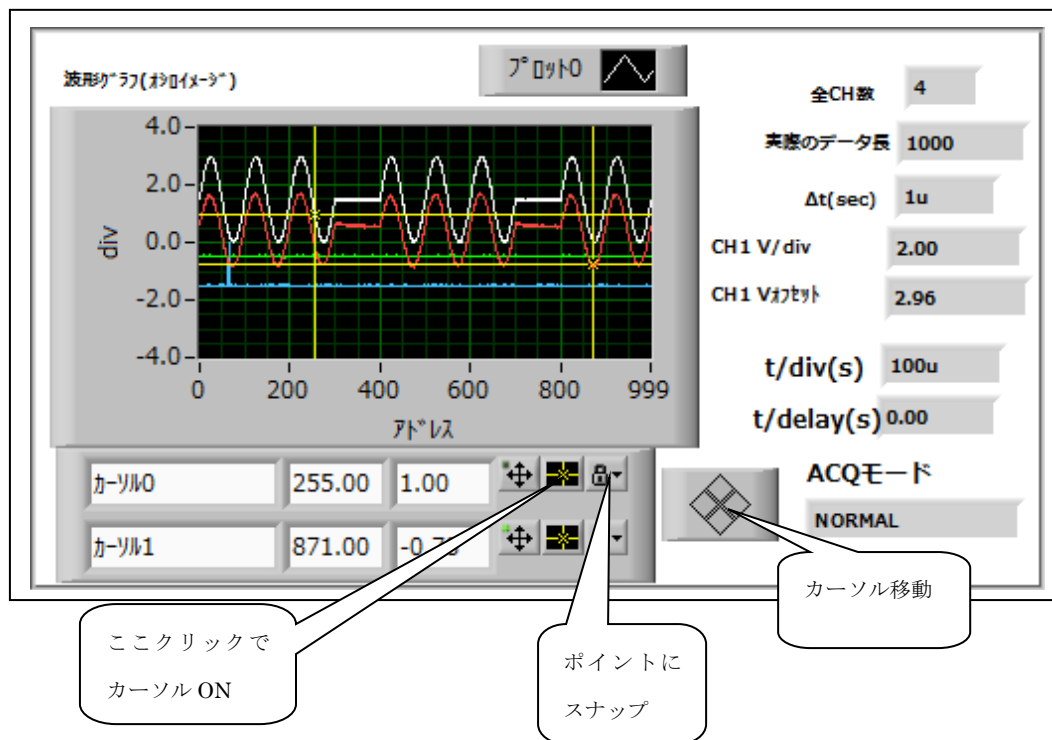 波形ｸﾞﾗﾌ(ｵｼﾛｲﾒｰｼﾞ)
ﾌﾟﾛｯﾄ0
4.0
2.0
0.0
-2.0
-4.0
div
0 200 400 600 800 999
ｱﾄﾞﾚｽ
全CH数 4
実際のデータ長 1000
Δt(sec) 1u
CH1 V/div 2.00
CH1 Vｵﾌｾｯﾄ 2.96
t/div(s) 100u
t/delay(s) 0.00
ACQモード
NORMAL
ｶｰｿﾙ0 255.00 1.00
ｶｰｿﾙ1 871.00
カーソル移動
ここクリックで
カーソル ON
ポイントに
スナップ